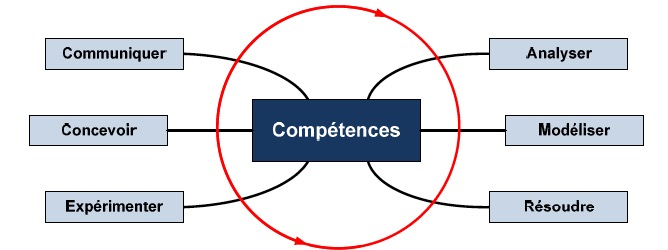 Communiquer
Analyser
Concevoir
Compétences
Modéliser
Expérimenter
Résoudre